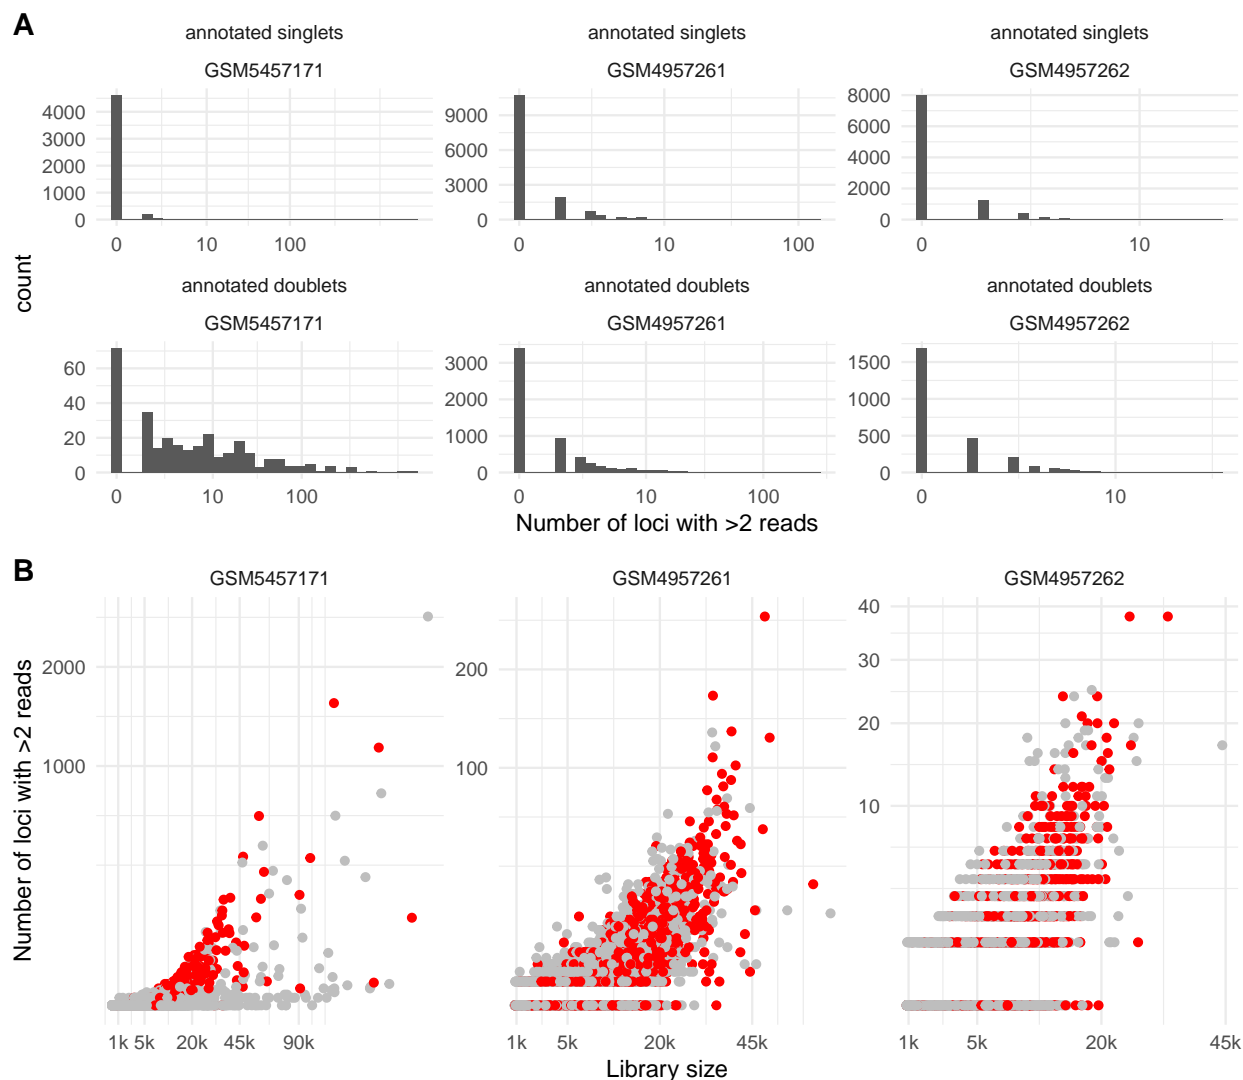 A
annotated singlets annotated singlets annotated singlets
GSM5457171 GSM4957261 GSM4957262
4000
3000
2000
1000
0
0 10 100
9000
6000
3000
0
0 10 100
8000
6000
4000
2000
0
0 10
count
annotated doublets annotated doublets annotated doublets
GSM5457171 GSM4957261 GSM4957262
60
40
20
0
0 10 100
3000
2000
1000
0
0 10 100
1500
1000
500
0
0 10
Number of loci with >2 reads
B
GSM5457171 GSM4957261 GSM4957262
Number of loci with >2 reads
2000
1000
1k 5k 20k 45k 90k
200
100
1k 5k 20k 45k
40
30
20
10
1k 5k 20k 45k
Library size